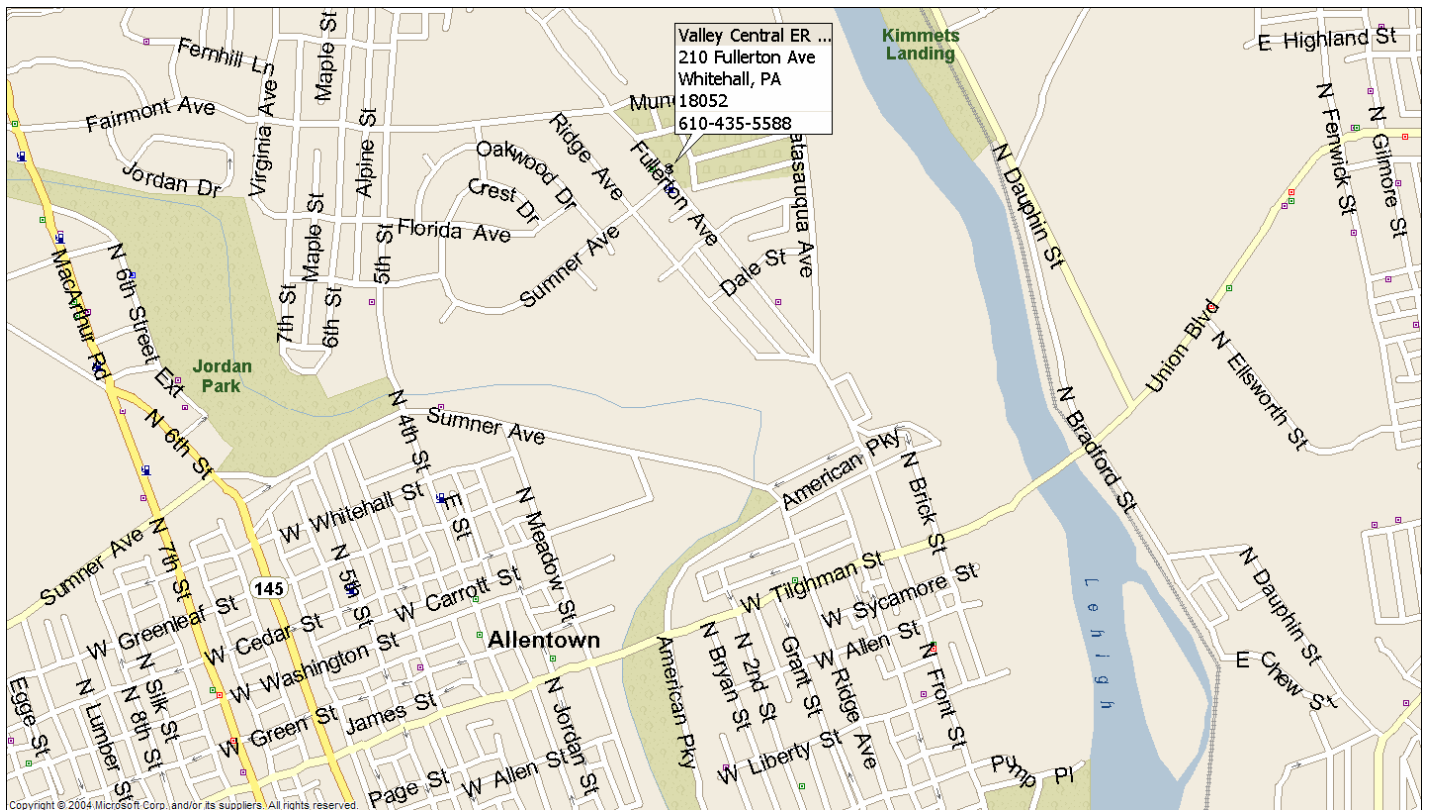 Valley Central ER ...
210 Fullerton Ave
Whitehall, PA
18052
610-435-5588
Kimmets
Landing
E Highland St
Fernhill Ln
Maple St
Fairmont Ave
Virginia Ave
Alpine St
N Fenwick St
N Gilmore St
Jordan Dr
Oakwood Dr
Ridge Ave
Fullerton Ave
Crest Dr
Florida Ave
Maple St
5th St
Sumner Ave
Dale St
N Dauphin St
N 6th Street Ext
MacArthur Rd
7th St
6th St
Union Blvd
N Ellsworth St
Jordan
Park
N 6th St
N 4th St
Sumner Ave
American Pky
N Brick St
N Bradford St
W Whitehall St
E St
N Meadow St
N 7th St
N 5th St
Sumner Ave
145
W Carrott St
W Tilghman St
W Sycamore St
N Dauphin St
Lehigh
W Greenleaf St
W Cedar St
W Washington St
Allentown
American Pky
N Bryan St
N 2nd St
Grant St
W Allen St
Ridge Ave
N Front St
E Chew St
Egge St
N Lumber St
N 8th St
N Silk St
W Green St
James St
N Jordan St
W Allen St
Page St
W Liberty St
Pump Pl
Copyright © 2004 Microsoft Corp. and/or its suppliers. All rights reserved.